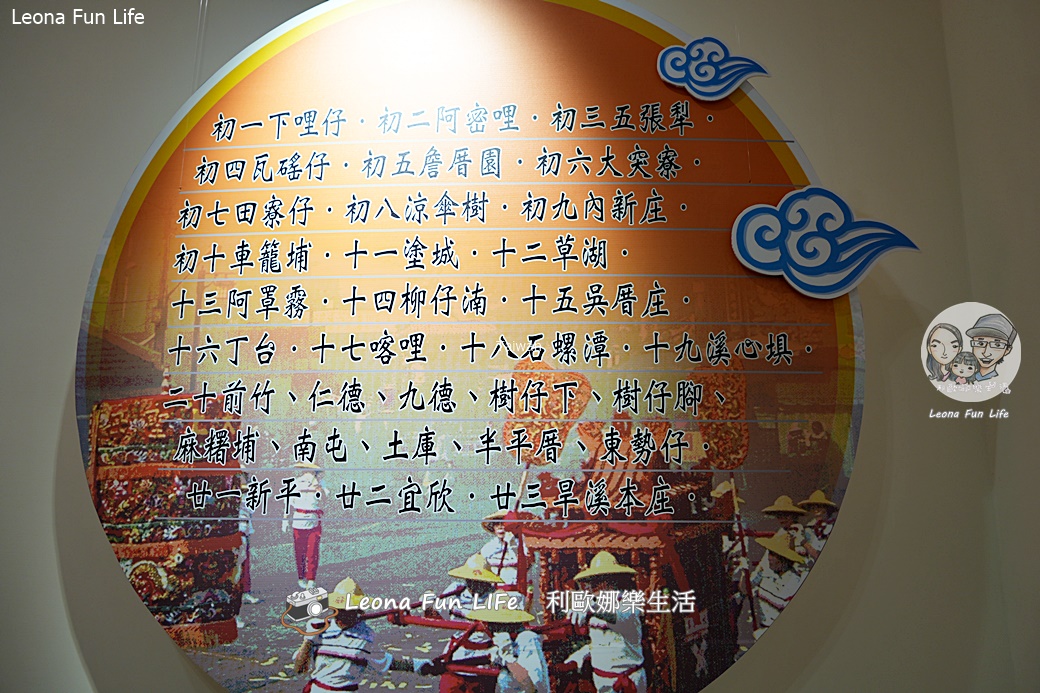 Leona Fun Life
初一下哩仔·初二阿密哩·初三五張犁·
初四瓦磘仔·初五詹厝園·初六大突寮·
初七田寮仔·初八涼傘樹·初九內新庄·
初十車籠埔·十一塗城·十二草湖·
十三阿罩霧·十四柳仔湳·十五吳厝庄·
十六丁台·十七喀哩·十八石螺潭·十九溪心埧·
二十前竹、仁德、九德、樹仔下、樹仔腳、
麻糬埔、南屯、土庫、半平厝、東勢仔·
廿一新平·廿二宜欣·廿三旱溪本庄·
Leona Fun Life
Leona Fun LIfe 利歐娜樂生活